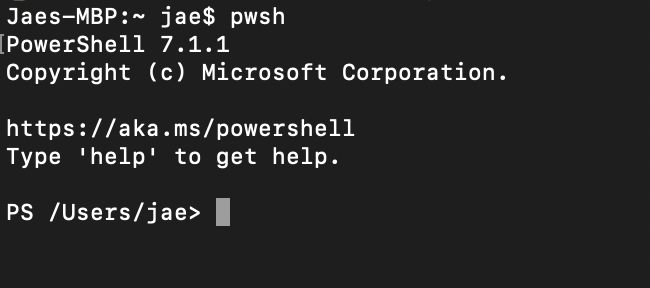 Jaes-MBP:~ jae$ pwsh
PowerShell 7.1.1
Copyright (c) Microsoft Corporation.
https://aka.ms/powershell
Type 'help' to get help.
PS /Users/jae>